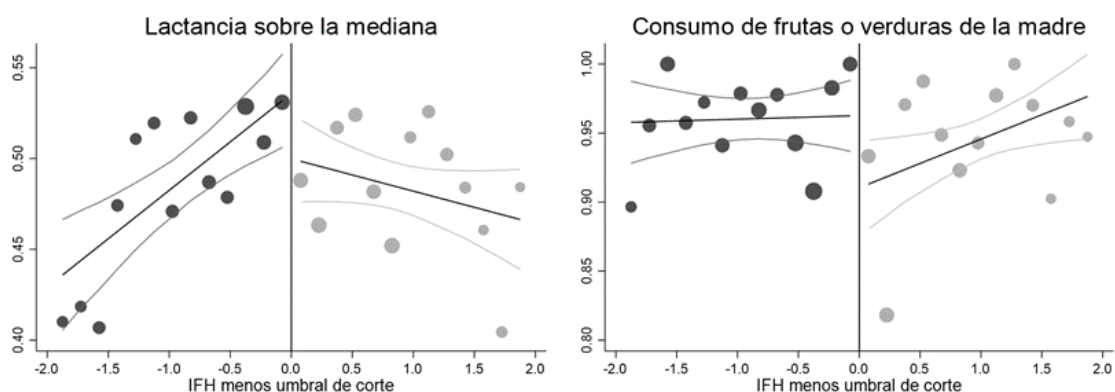 Lactancia sobre la mediana
0.55
0.50
0.45
0.40
-2.0 -1.5 -1.0 -0.5 0.0 0.5 1.0 1.5 2.0
IFH menos umbral de corte
Consumo de frutas o verduras de la madre
1.00
0.95
0.90
0.85
0.80
-2.0 -1.5 -1.0 -0.5 0.0 0.5 1.0 1.5 2.0
IFH menos umbral de corte